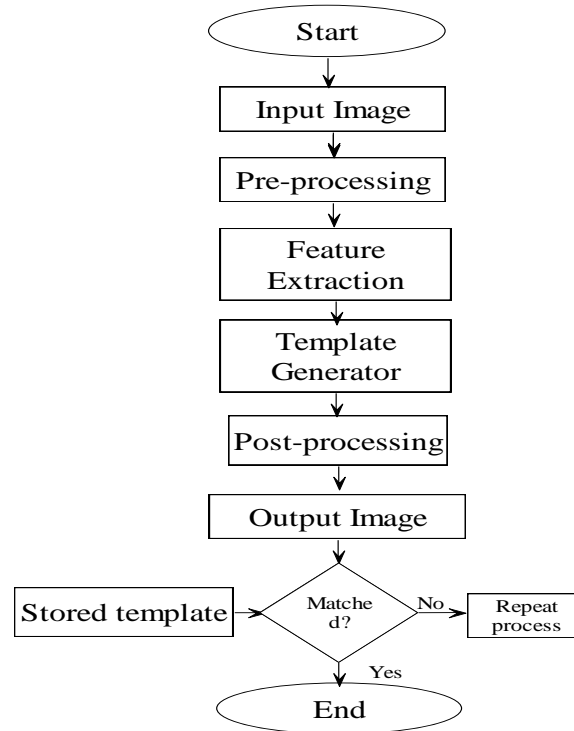 Start
Input Image
Pre-processing
Feature
Extraction
Template
Generator
Post-processing
Output Image
Stored template
Matche
d?
No
Repeat
process
Yes
End